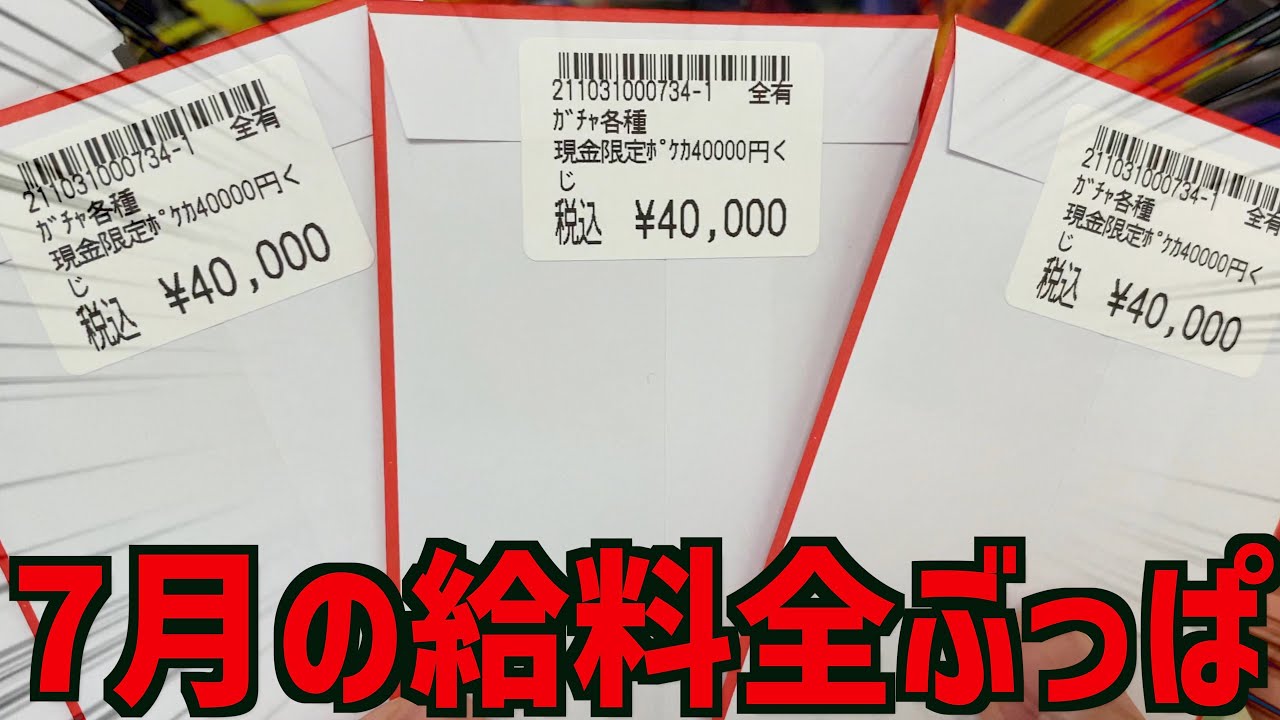 211031000734-1 全有
ｶﾞﾁｬ各種
現金限定ﾎﾟｹｶ40000円く
じ
税込 ¥40,000
211031000734-1 全有
ｶﾞﾁｬ各種
現金限定ﾎﾟｹｶ40000円く
じ
税込 ¥40,000
211031000734-1 全有
ｶﾞﾁｬ各種
現金限定ﾎﾟｹｶ40000円く
じ
税込 ¥40,000
7月の給料全ぶっぱ